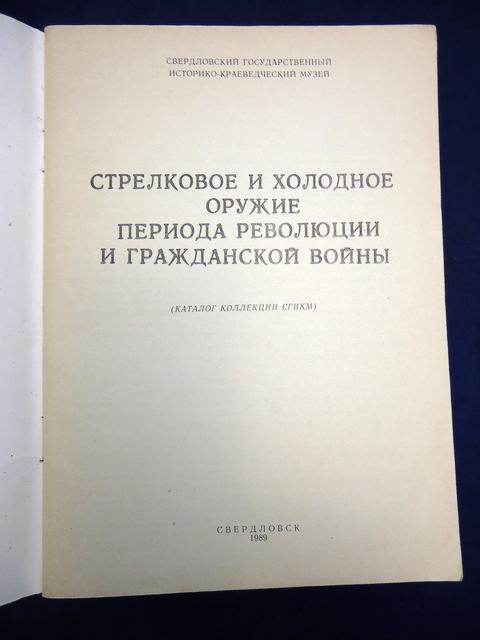 СВЕРДЛОВСКИЙ ГОСУДАРСТВЕННЫЙ
ИСТОРИКО-КРАЕВЕДЧЕСКИЙ МУЗЕЙ
СТРЕЛКОВОЕ И ХОЛОДНОЕ
ОРУЖИЕ
ПЕРИОДА РЕВОЛЮЦИИ
И ГРАЖДАНСКОЙ ВОЙНЫ
(КАТАЛОГ КОЛЛЕКЦИИ СГИКМ)
СВЕРДЛОВСК
1989